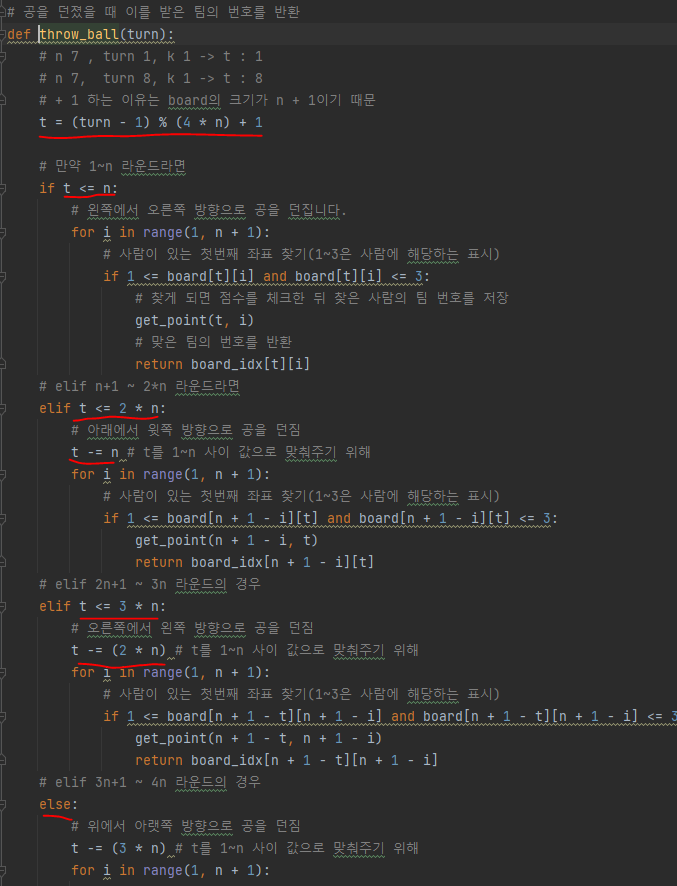 # 공을 던졌을 때 이를 받은 팀의 번호를 반환
def throw_ball(turn):
# n 7 , turn 1, k 1 -> t : 1
# n 7,  turn 8, k 1 -> t : 8
# + 1 하는 이유는 board의 크기가 n + 1이기 때문
t = (turn - 1) % (4 * n) + 1
# 만약 1~n 라운드라면
if t <= n:
# 왼쪽에서 오른쪽 방향으로 공을 던집니다.
for i in range(1, n + 1):
# 사람이 있는 첫번째 좌표 찾기(1~3은 사람에 해당하는 표시)
if 1 <= board[t][i] and board[t][i] <= 3:
# 찾게 되면 점수를 체크한 뒤 찾은 사람의 팀 번호를 저장
get_point(t, i)
# 맞은 팀의 번호를 반환
return board_idx[t][i]
# elif n+1 ~ 2*n 라운드라면
elif t <= 2 * n:
# 아래에서 윗쪽 방향으로 공을 던짐
t -= n # t를 1~n 사이 값으로 맞춰주기 위해
for i in range(1, n + 1):
# 사람이 있는 첫번째 좌표 찾기(1~3은 사람에 해당하는 표시)
if 1 <= board[n + 1 - i][t] and board[n + 1 - i][t] <= 3:
get_point(n + 1 - i, t)
return board_idx[n + 1 - i][t]
# elif 2n+1 ~ 3n 라운드의 경우
elif t <= 3 * n:
# 오른쪽에서 왼쪽 방향으로 공을 던짐
t -= (2 * n) # t를 1~n 사이 값으로 맞춰주기 위해
for i in range(1, n + 1):
# 사람이 있는 첫번째 좌표 찾기(1~3은 사람에 해당하는 표시)
if 1 <= board[n + 1 - t][n + 1 - i] and board[n + 1 - t][n + 1 - i] <= 3
get_point(n + 1 - t, n + 1 - i)
return board_idx[n + 1 - t][n + 1 - i]
# elif 3n+1 ~ 4n 라운드의 경우
else:
# 위에서 아랫쪽 방향으로 공을 던짐
t -= (3 * n) # t를 1~n 사이 값으로 맞춰주기 위해
for i in range(1, n + 1):